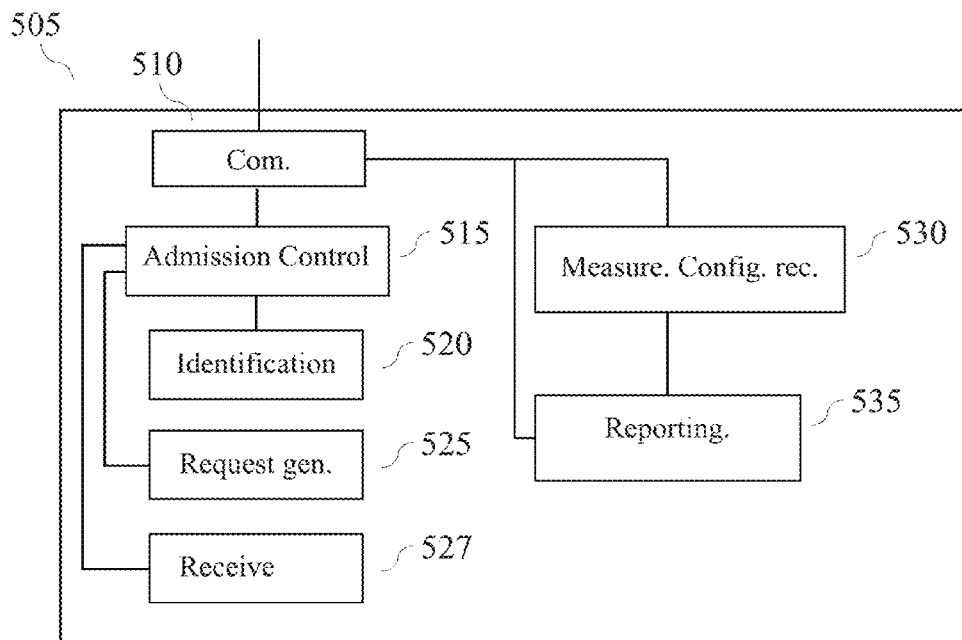 505
510
Com.
Admission Control
515
Identification
520
Request gen.
525
Receive
527
Measure. Config. rec.
530
Reporting.
535